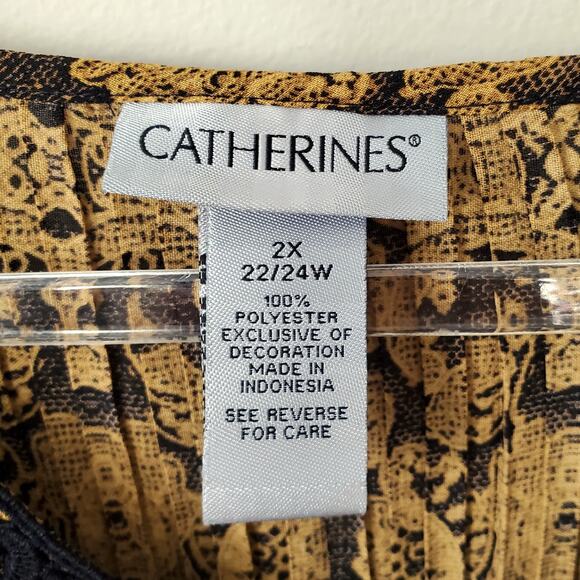 CATHERINES®
2X
22/24W
100%
POLYESTER
EXCLUSIVE OF
DECORATION
MADE IN
INDONESIA
SEE REVERSE
FOR CARE